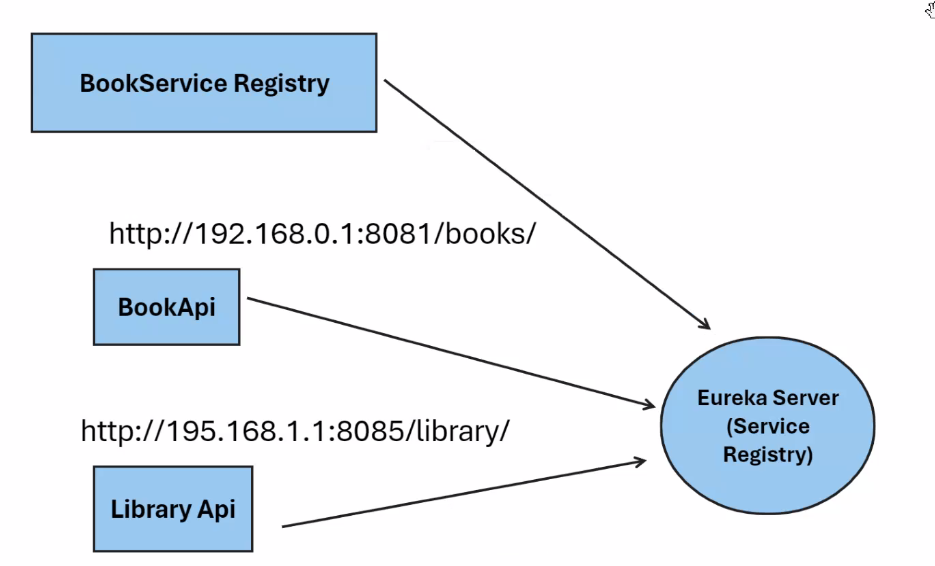 BookService Registry
http://192.168.0.1:8081/books/
BookApi
http://195.168.1.1:8085/library/
Library Api
Eureka Server
(Service
Registry)